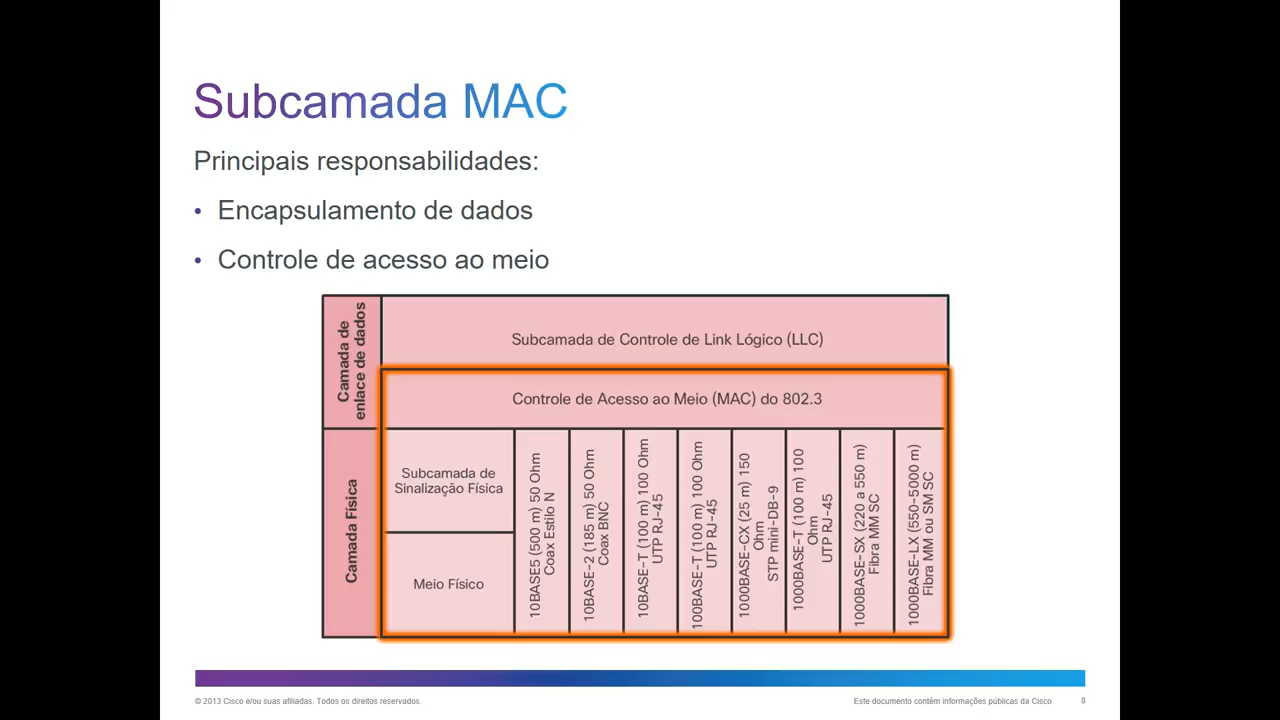 Subcamada MAC
Principais responsabilidades:
• Encapsulamento de dados
• Controle de acesso ao meio
Camada de
enlace de dados
Subcamada de Controle de Link Lógico (LLC)
Controle de Acesso ao Meio (MAC) do 802.3
Camada Física
Subcamada de
Sinalização Física
Meio Físico
10BASE5 (500 m) 50 Ohm
Coax Estilo N
10BASE-2 (185 m) 50 Ohm
Coax BNC
10BASE-T (100 m) 100 Ohm
UTP RJ-45
100BASE-T (100 m) 100 Ohm
UTP RJ-45
1000BASE-CX (25 m) 150
Ohm
STP mini-DB-9
1000BASE-T (100 m) 100
Ohm
UTP RJ-45
1000BASE-SX (220 a 550 m)
Fibra MM SC
1000BASE-LX (550-5000 m)
Fibra MM ou SM SC
© 2013 Cisco e/ou suas afiliadas. Todos os direitos reservados.
Este documento contém informações públicas da Cisco
8